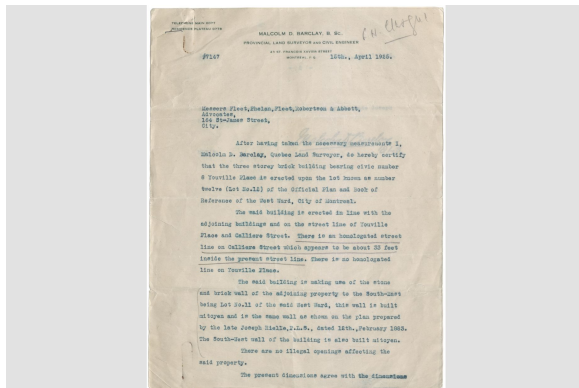 TELEPHONE MAIN 5577
MALCOLM D. BARCLAY, B. SC.
PROVINCIAL LAND SURVEYOR AND CIVIL ENGINEER
MONTREAL, P.Q.
#7147 15th., April 1925.
Messrs Fleet,Phelan,Fleet,Robertson & Abbott,
Advocates,
164 St-James Street,
City.
After having taken the necessary measurements I,
Malcolm D. Barclay, Quebec Land Surveyor, do hereby certify
that the three storey brick building bearing civic number
6 Youville Place is erected upon the lot known as number
twelve (Lot No.12) of the Official Plan and Book of
Reference of the West Ward, City of Montreal.
The said building is erected in line with the
adjoining buildings and on the street line of Youville
Place and Calliere Street. There is an homologated street
line on Calliere Street which appears to be about 33 feet
inside the present street line. There is no homologated
line on Youville Place.
The said building is making use of the stone
and brick wall of the adjoining property to the South-East
being Lot No.11 of the said West Ward, this wall is built
mitoyen and is the same wall as shown on the plan prepared
by the late Joseph Rielle,P.L.S., dated 12th.,February
The South-West wall of the building is also built mitoyen.
There are no illegal openings affecting the
said property.
The present dimensions agree with the dimensions